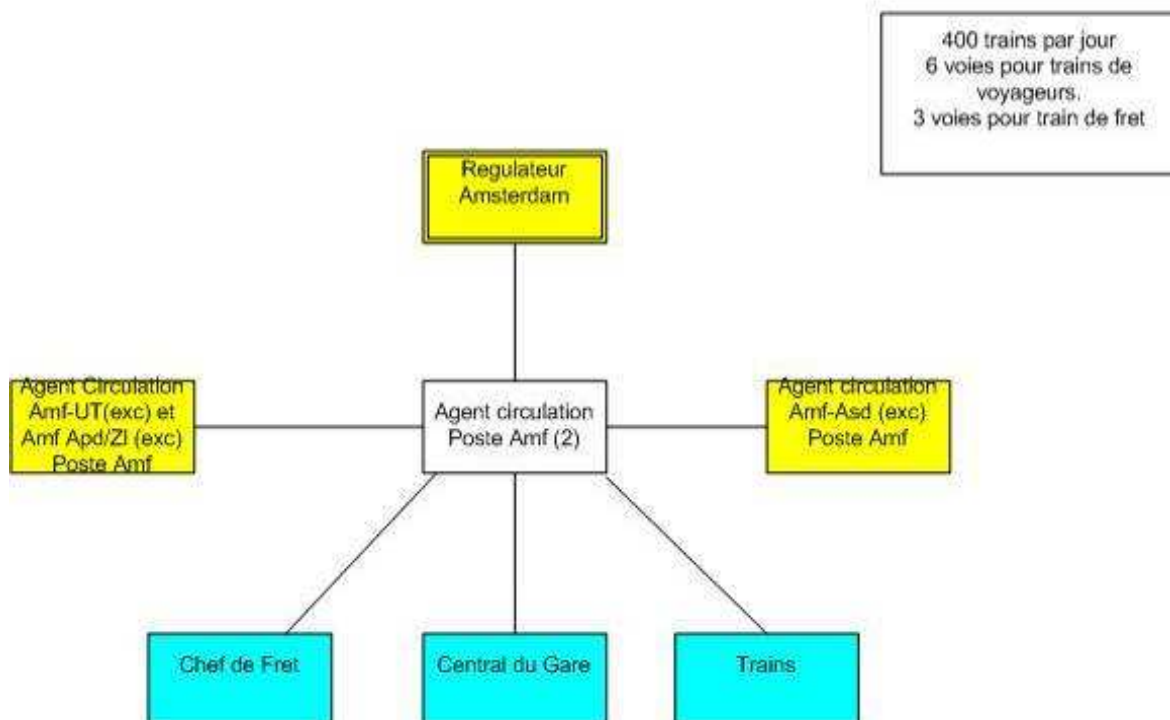 400 trains par jour
6 voies pour trains de
voyageurs.
3 voies pour train de fret
Regulateur
Amsterdam
Agent Circulation
Amf-UT(exc) et
Amf Apd/Zl (exc)
Poste Amf
Agent circulation
Poste Amf (2)
Agent circulation
Amf-Asd (exc)
Poste Amf
Chef de Fret
Central du Gare
Trains